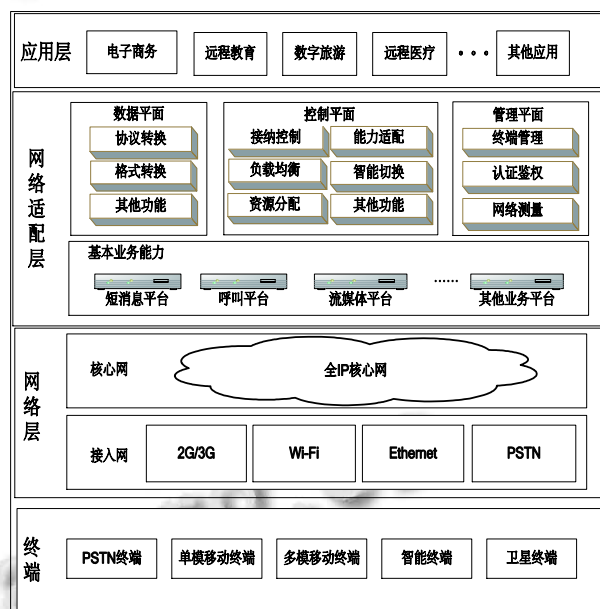 应用层
电子商务
远程教育
数字旅游
远程医疗
• • •
其他应用
网络适配层
数据平面
协议转换
格式转换
其他功能
控制平面
接纳控制
能力适配
负载均衡
智能切换
资源分配
其他功能
管理平面
终端管理
认证鉴权
网络测量
基本业务能力
短消息平台
呼叫平台
流媒体平台
......
其他业务平台
网络层
核心网
全IP核心网
接入网
2G/3G
Wi-Fi
Ethernet
PSTN
终端
PSTN终端
单模移动终端
多模移动终端
智能终端
卫星终端